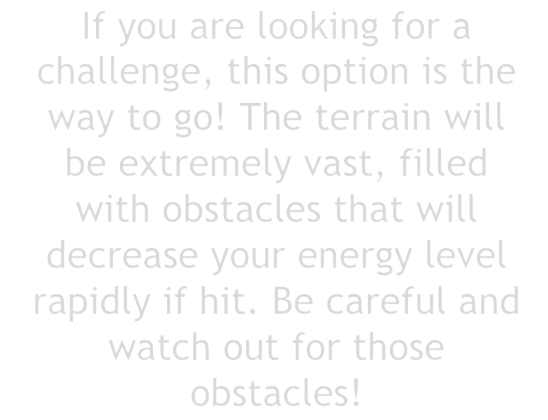 If you are looking for a
challenge, this option is the
way to go! The terrain will
be extremely vast, filled
with obstacles that will
decrease your energy level
rapidly if hit. Be careful and
watch out for those
obstacles!